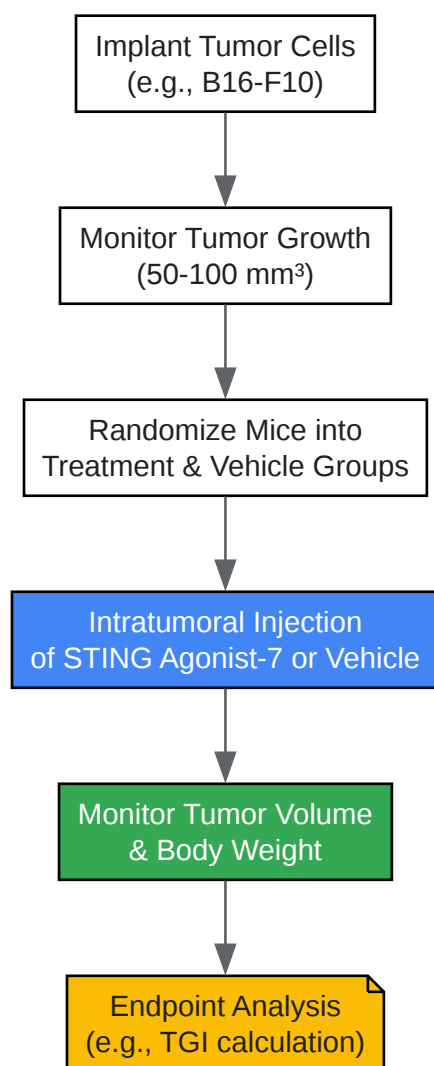 Implant Tumor Cells
(e.g., B16-F10)
Monitor Tumor Growth
(50-100 mm³)
Randomize Mice into
Treatment & Vehicle Groups
Intratumoral Injection
of STING Agonist-7 or Vehicle
Monitor Tumor Volume
& Body Weight
Endpoint Analysis
(e.g., TGI calculation)